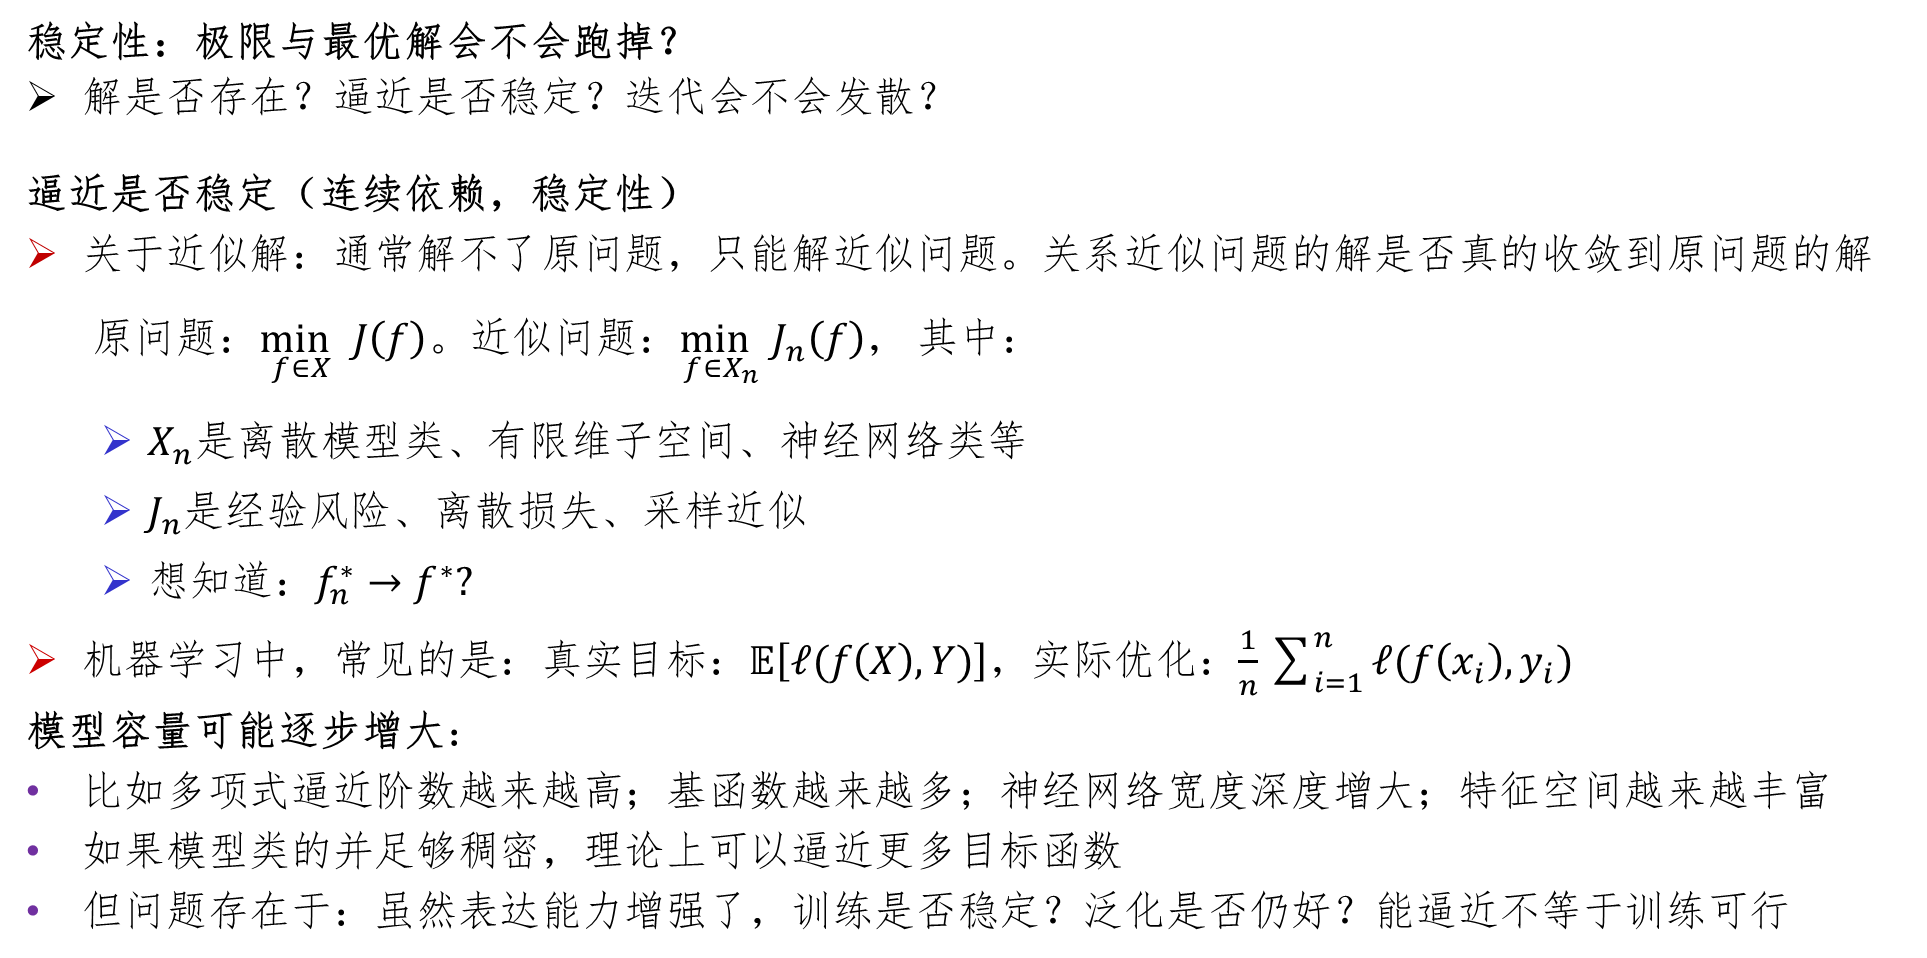 稳定性：极限与最优解会不会跑掉？
➢ 解是否存在？逼近是否稳定？迭代会不会发散？
逼近是否稳定（连续依赖，稳定性）
➢ 关于近似解：通常解不了原问题，只能解近似问题。关系近似问题的解是否真的收敛到原问题的解
原问题：$\min_{f\in X} J(f)$。近似问题：$\min_{f\in X_n} J_n(f)$， 其中：
➢ $X_n$是离散模型类、有限维子空间、神经网络类等
➢ $J_n$是经验风险、离散损失、采样近似
➢ 想知道：$f_n^* \to f^*$?
➢ 机器学习中，常见的是：真实目标：$\mathbb{E}[\ell(f(X),Y)]$，实际优化：$\frac{1}{n}\sum_{i=1}^{n}\ell(f(x_i),y_i)$
模型容量可能逐步增大：
• 比如多项式逼近阶数越来越高；基函数越来越多；神经网络宽度深度增大；特征空间越来越丰富
• 如果模型类的并足够稠密，理论上可以逼近更多目标函数
• 但问题存在于：虽然表达能力增强了，训练是否稳定？泛化是否仍好？能逼近不等于训练可行